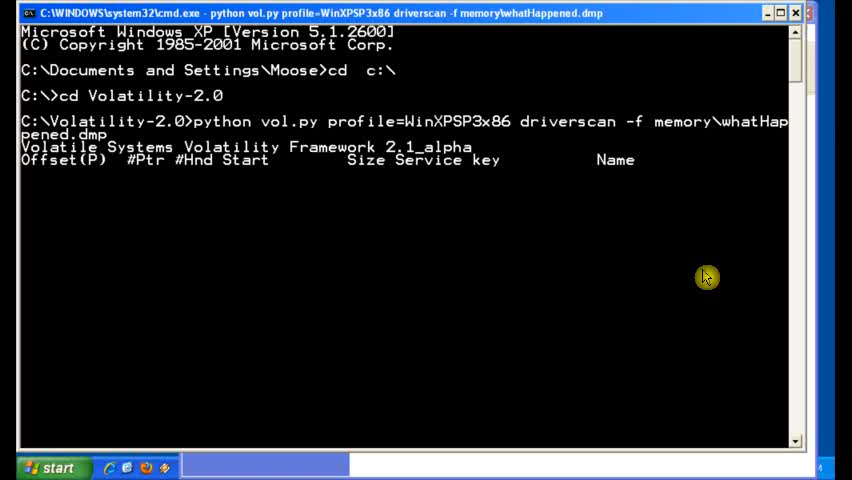 C:\WINDOWS\system32\cmd.exe - python vol.py profile=WinXPSP3x86 driverscan -f memory\whatHappened.dmp
Microsoft Windows XP [Version 5.1.2600]
(C) Copyright 1985-2001 Microsoft Corp.
C:\Documents and Settings\Moose>cd  c:\
C:\>cd Volatility-2.0
C:\Volatility-2.0>python vol.py profile=WinXPSP3x86 driverscan -f memory\whatHap
pened.dmp
Volatile Systems Volatility Framework 2.1_alpha
Offset(P)  #Ptr #Hnd Start        Size Service key          Name
start